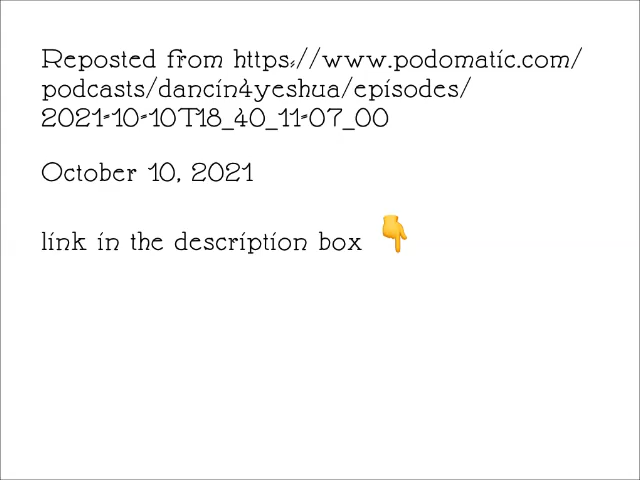 Reposted from https://www.podomatic.com/
podcasts/dancin4yeshua/episodes/
2021-10-10T18_40_11-07_00
October 10, 2021
link in the description box 👇